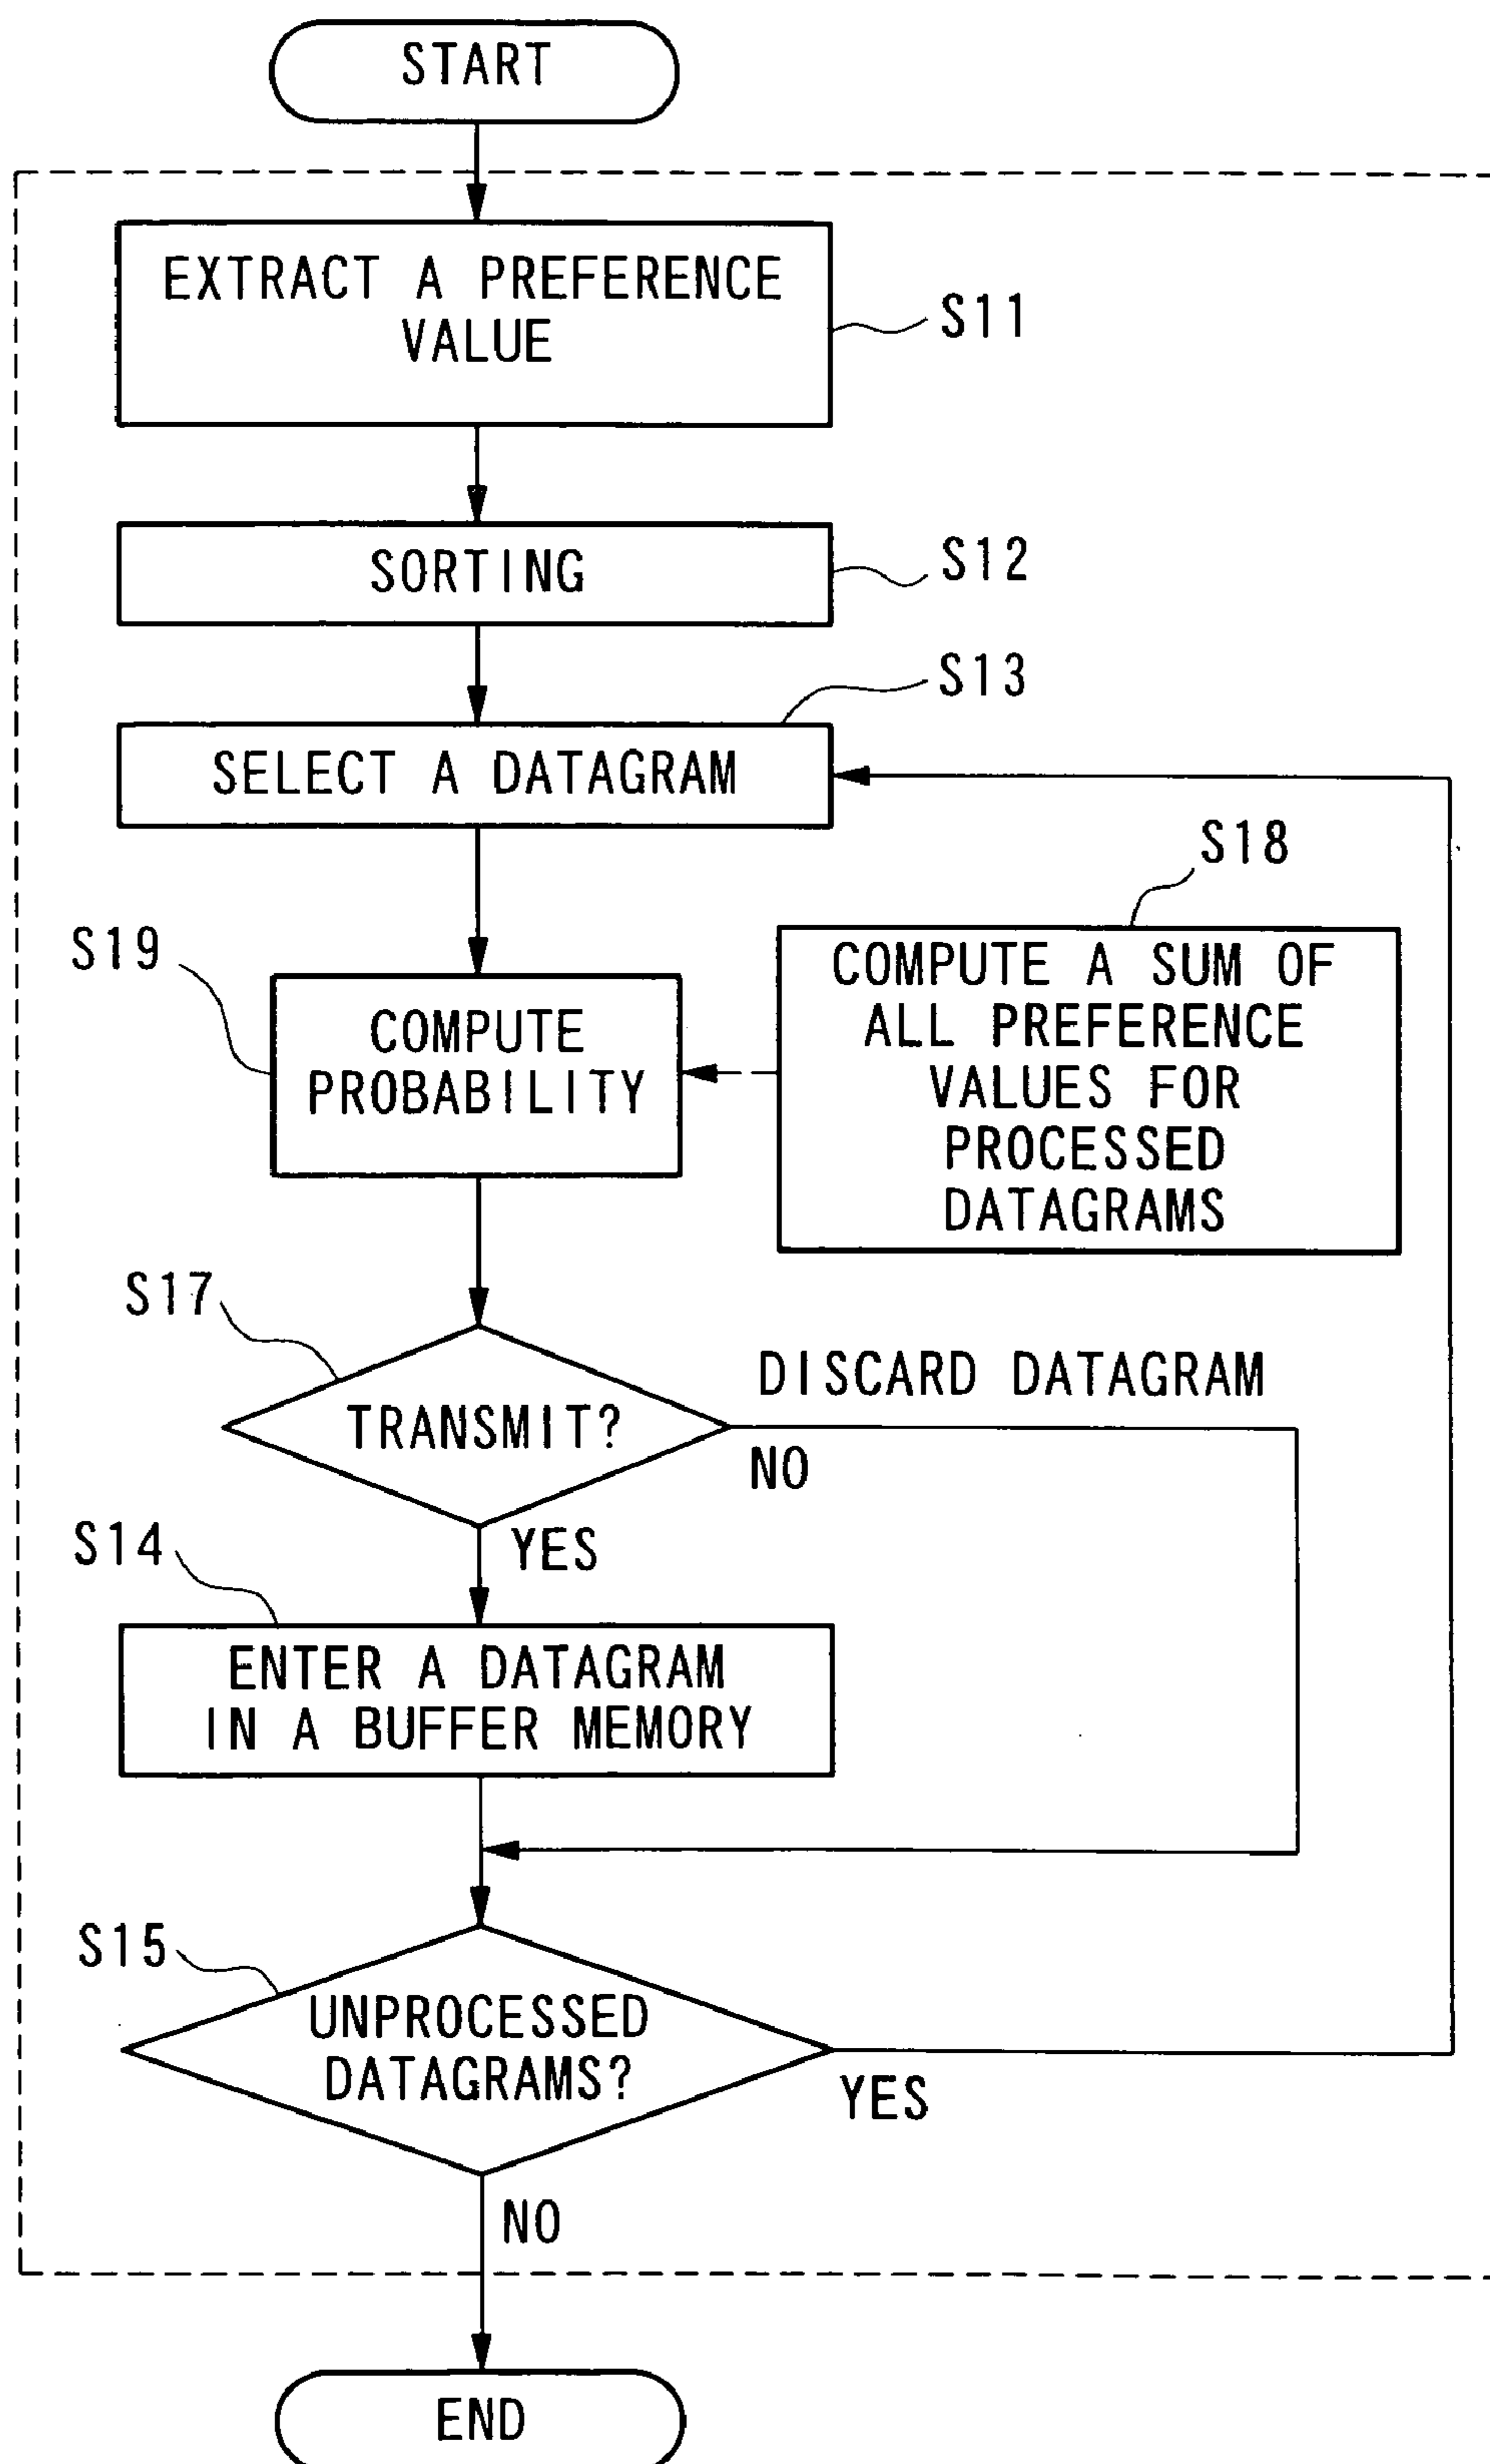 START
EXTRACT A PREFERENCE
VALUE
S11
SORTING
S12
S13
SELECT A DATAGRAM
S18
S19
COMPUTE
PROBABILITY
COMPUTE A SUM OF
ALL PREFERENCE
VALUES FOR
PROCESSED
DATAGRAMS
S17
TRANSMIT?
DISCARD DATAGRAM
NO
YES
S14
ENTER A DATAGRAM
IN A BUFFER MEMORY
S15
UNPROCESSED
DATAGRAMS?
YES
NO
END